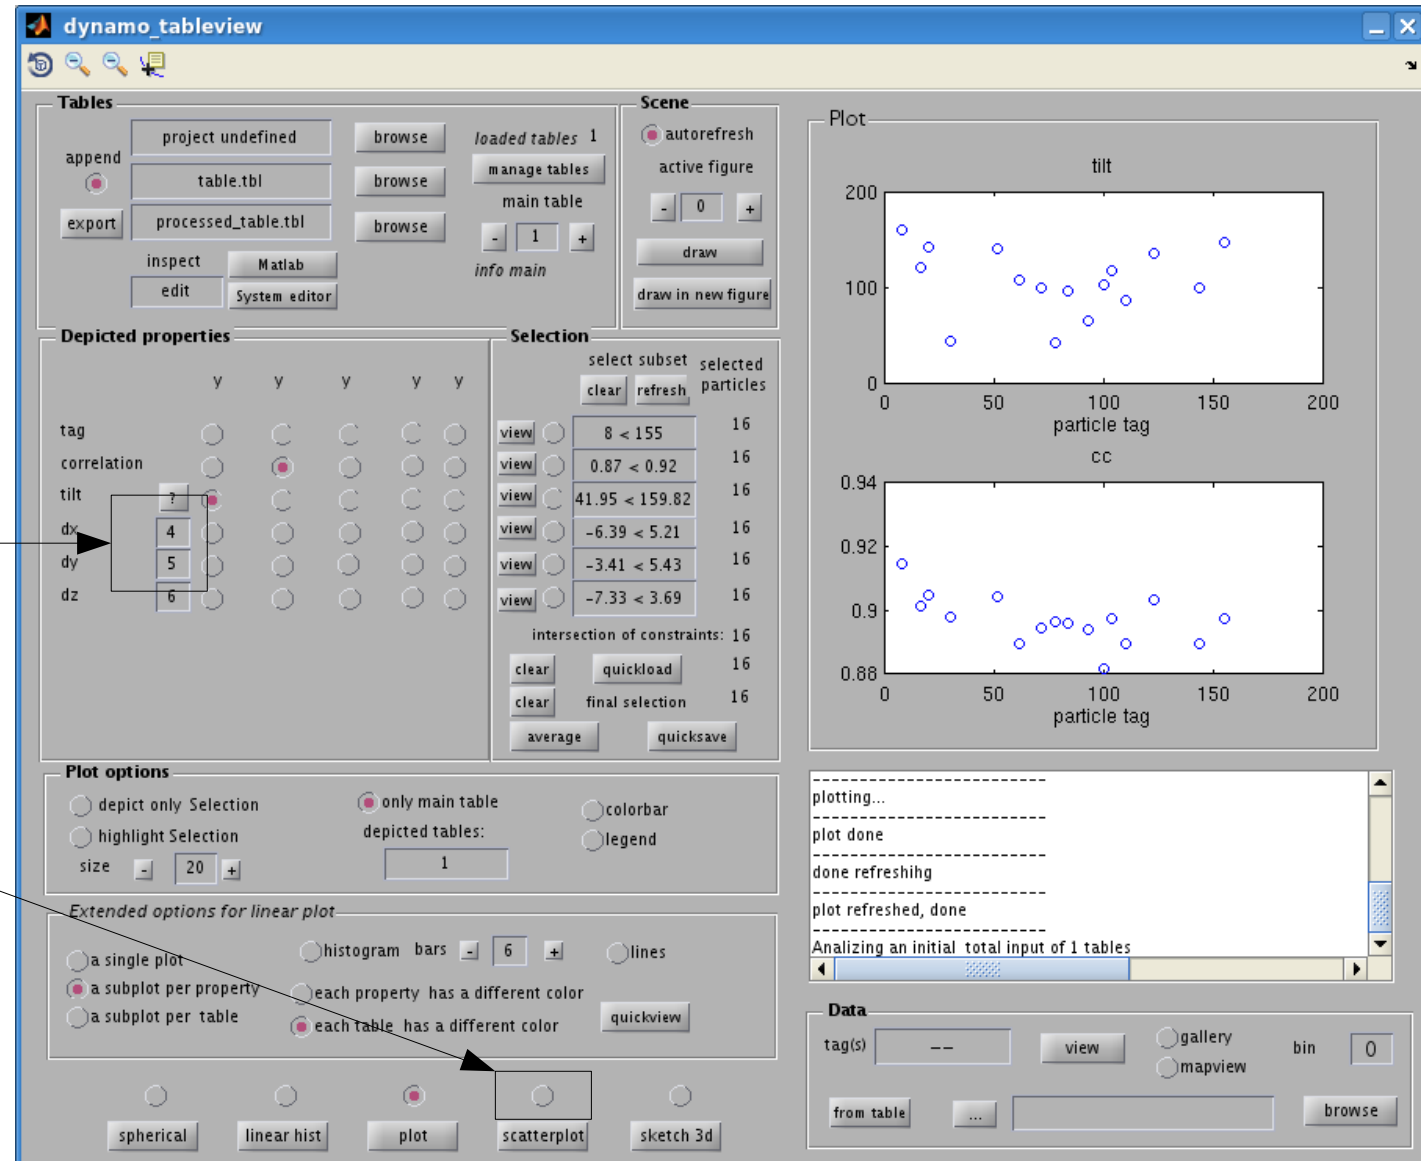 dynamo_tableview
Tables
append
project undefined
browse
loaded tables 1
table.tbl
browse
manage tables
export
processed_table.tbl
browse
main table
- 1 +
inspect
Matlab
info main
edit
System editor
Scene
autorefresh
active figure
- 0 +
draw
draw in new figure
Depicted properties
y y y y y
tag
correlation
tilt ?
dx 4
dy 5
dz 6
Selection
select subset
selected
particles
clear refresh
view 8 < 155 16
view 0.87 < 0.92 16
view 41.95 < 159.82 16
view -6.39 < 5.21 16
view -3.41 < 5.43 16
view -7.33 < 3.69 16
intersection of constraints: 16
clear quickload 16
clear final selection 16
average quicksave
Plot
tilt
200
100
0
0 50 100 150 200
particle tag
cc
0.94
0.92
0.9
0.88
0 50 100 150 200
particle tag
Plot options
depict only Selection
only main table
colorbar
highlight Selection
depicted tables:
legend
size - 20 +
1
Extended options for linear plot
a single plot
histogram bars - 6 +
lines
a subplot per property
each property has a different color
a subplot per table
each table has a different color
quickview
spherical
linear hist
plot
scatterplot
sketch 3d
--------------------------
plotting...
--------------------------
plot done
--------------------------
done refreshihg
--------------------------
plot refreshed, done
--------------------------
Analizing an initial total input of 1 tables
Data
tag(s) -- view
gallery
mapview
bin 0
from table ... browse